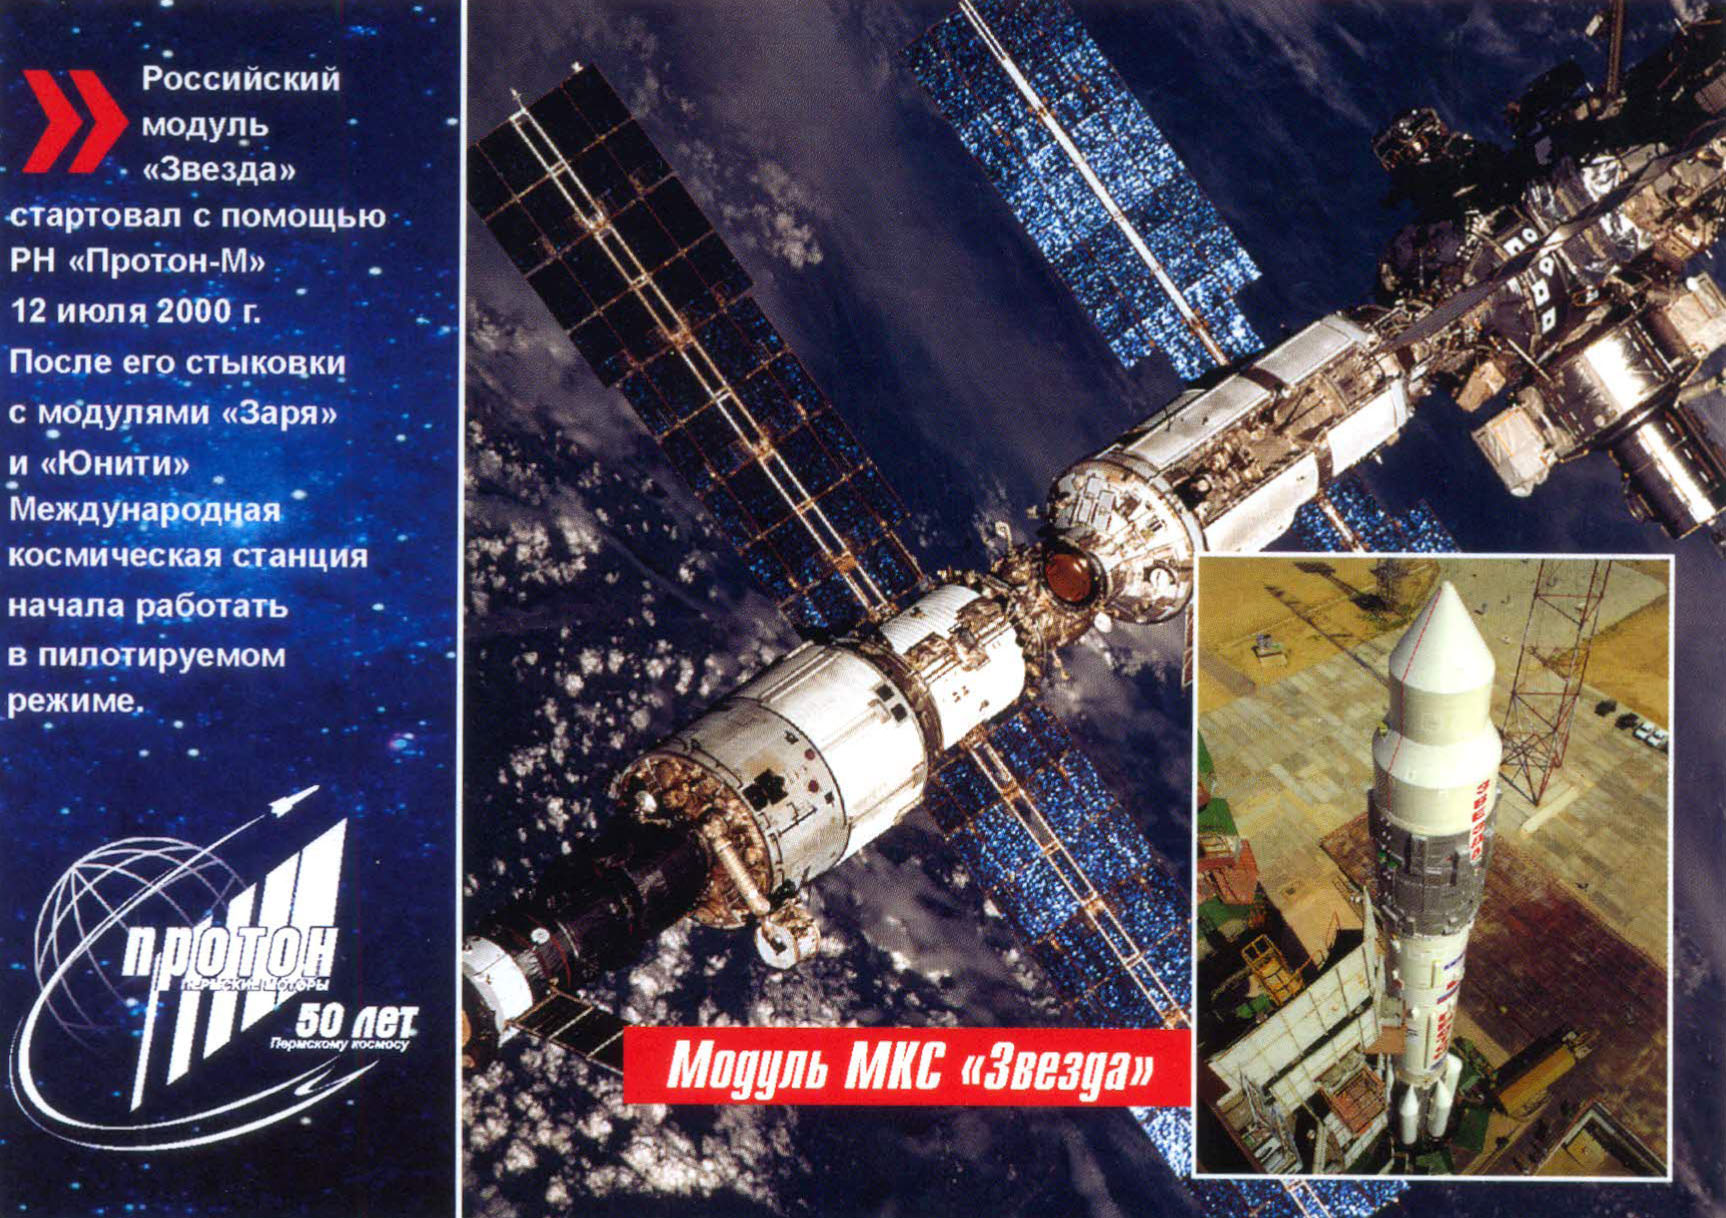 Российский
модуль
«Звезда»
стартовал с помощью
РН «Протон-М»
12 июля 2000 г.
После его стыковки
с модулями «Заря»
и «Юнити»
Международная
космическая станция
начала работать
в пилотируемом
режиме.
ПРОТОН
ПЕРМСКИЕ МОТОРЫ
50 лет
Пермскому космосу
Модуль МКС «Звезда»